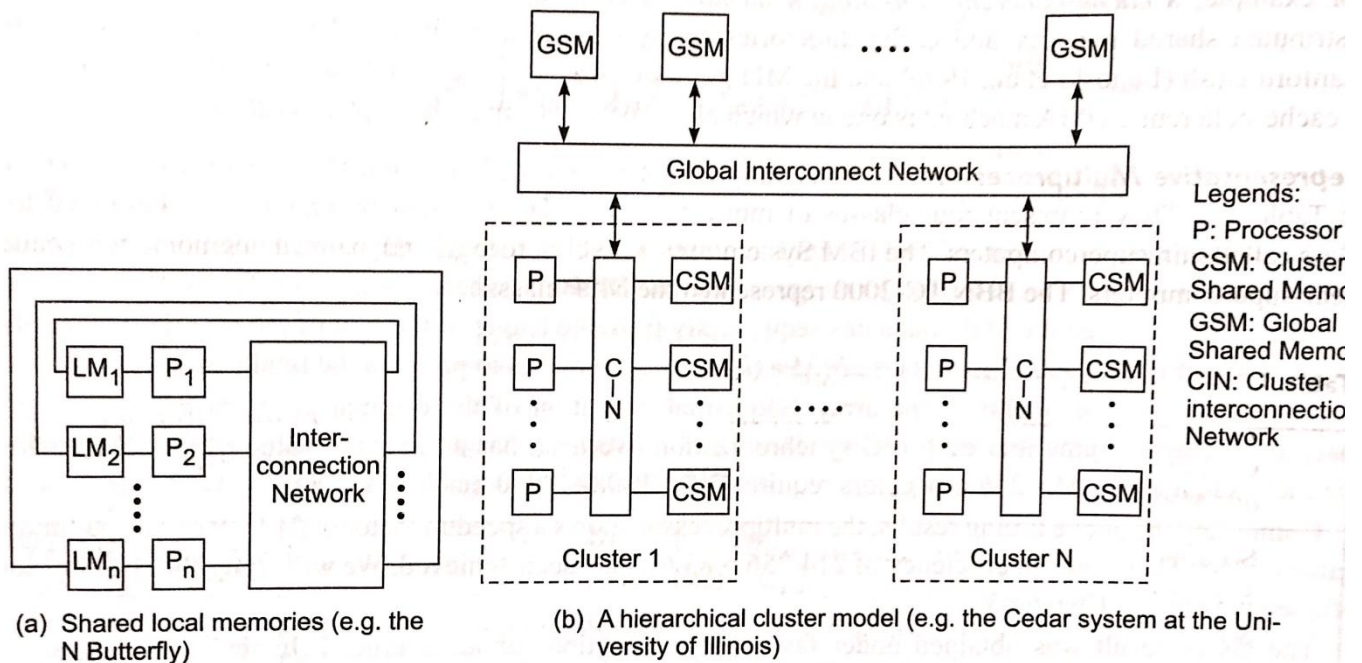 GSM GSM ....
GSM
Global Interconnect Network
Legends:
P: Processor
CSM: Cluster
Shared Memo
GSM: Global
Shared Memo
CIN: Cluster
interconnectio
Network
LM1 P1
LM2 P2
LMn Pn
Inter-
connection
Network
P CSM
P CSM
P CSM
C
I
N
Cluster 1
......
P CSM
P CSM
P CSM
C
I
N
Cluster N
(a) Shared local memories (e.g. the
N Butterfly)
(b) A hierarchical cluster model (e.g. the Cedar system at the Uni-
versity of Illinois)